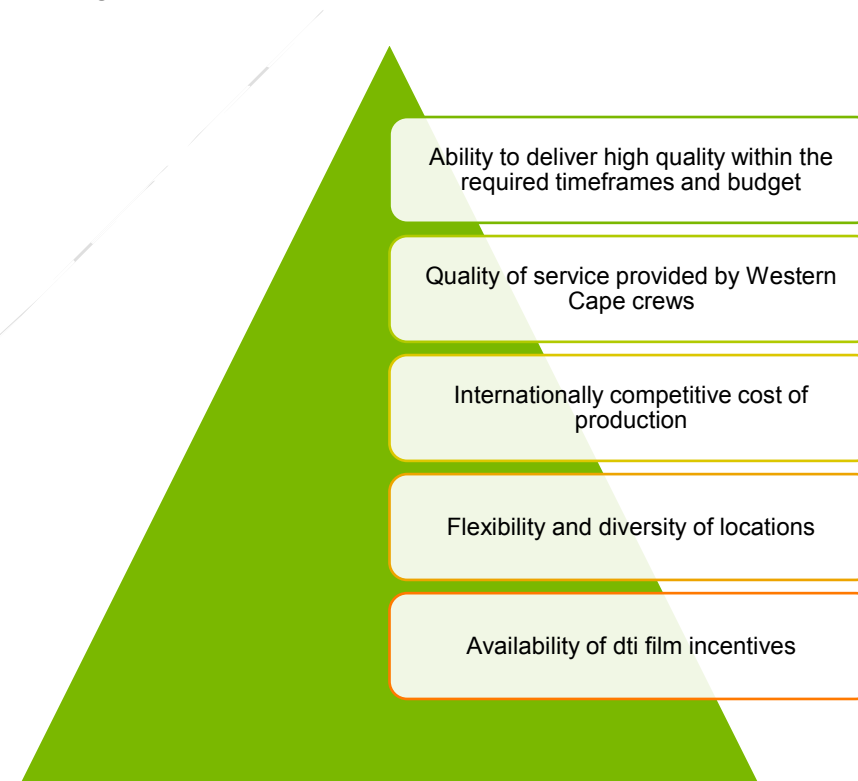 Ability to deliver high quality within the
required timeframes and budget
Quality of service provided by Western
Cape crews
Internationally competitive cost of
production
Flexibility and diversity of locations
Availability of dti film incentives